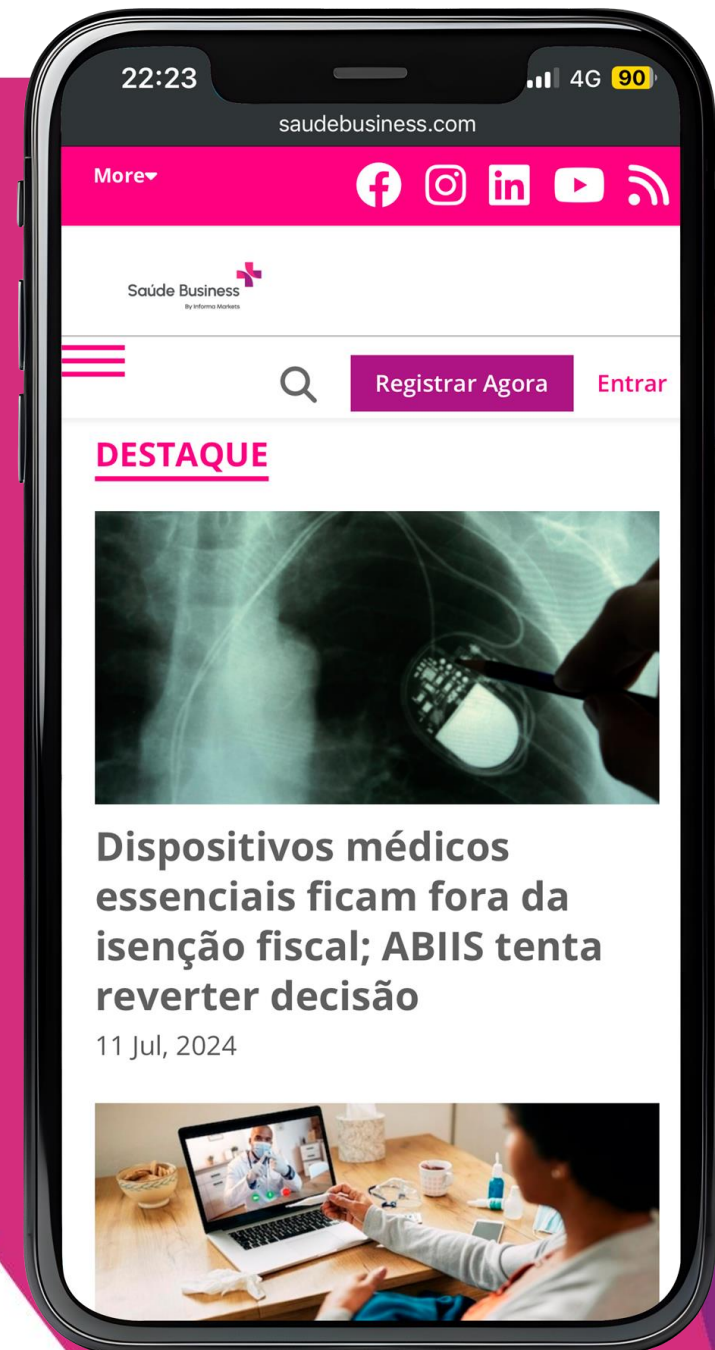 22:23
4G 90
saudebusiness.com
More
Saúde Business
By Informa Markets
Registrar Agora Entrar
DESTAQUE
Dispositivos médicos
essenciais ficam fora da
isenção fiscal; ABIIS tenta
reverter decisão
11 Jul, 2024